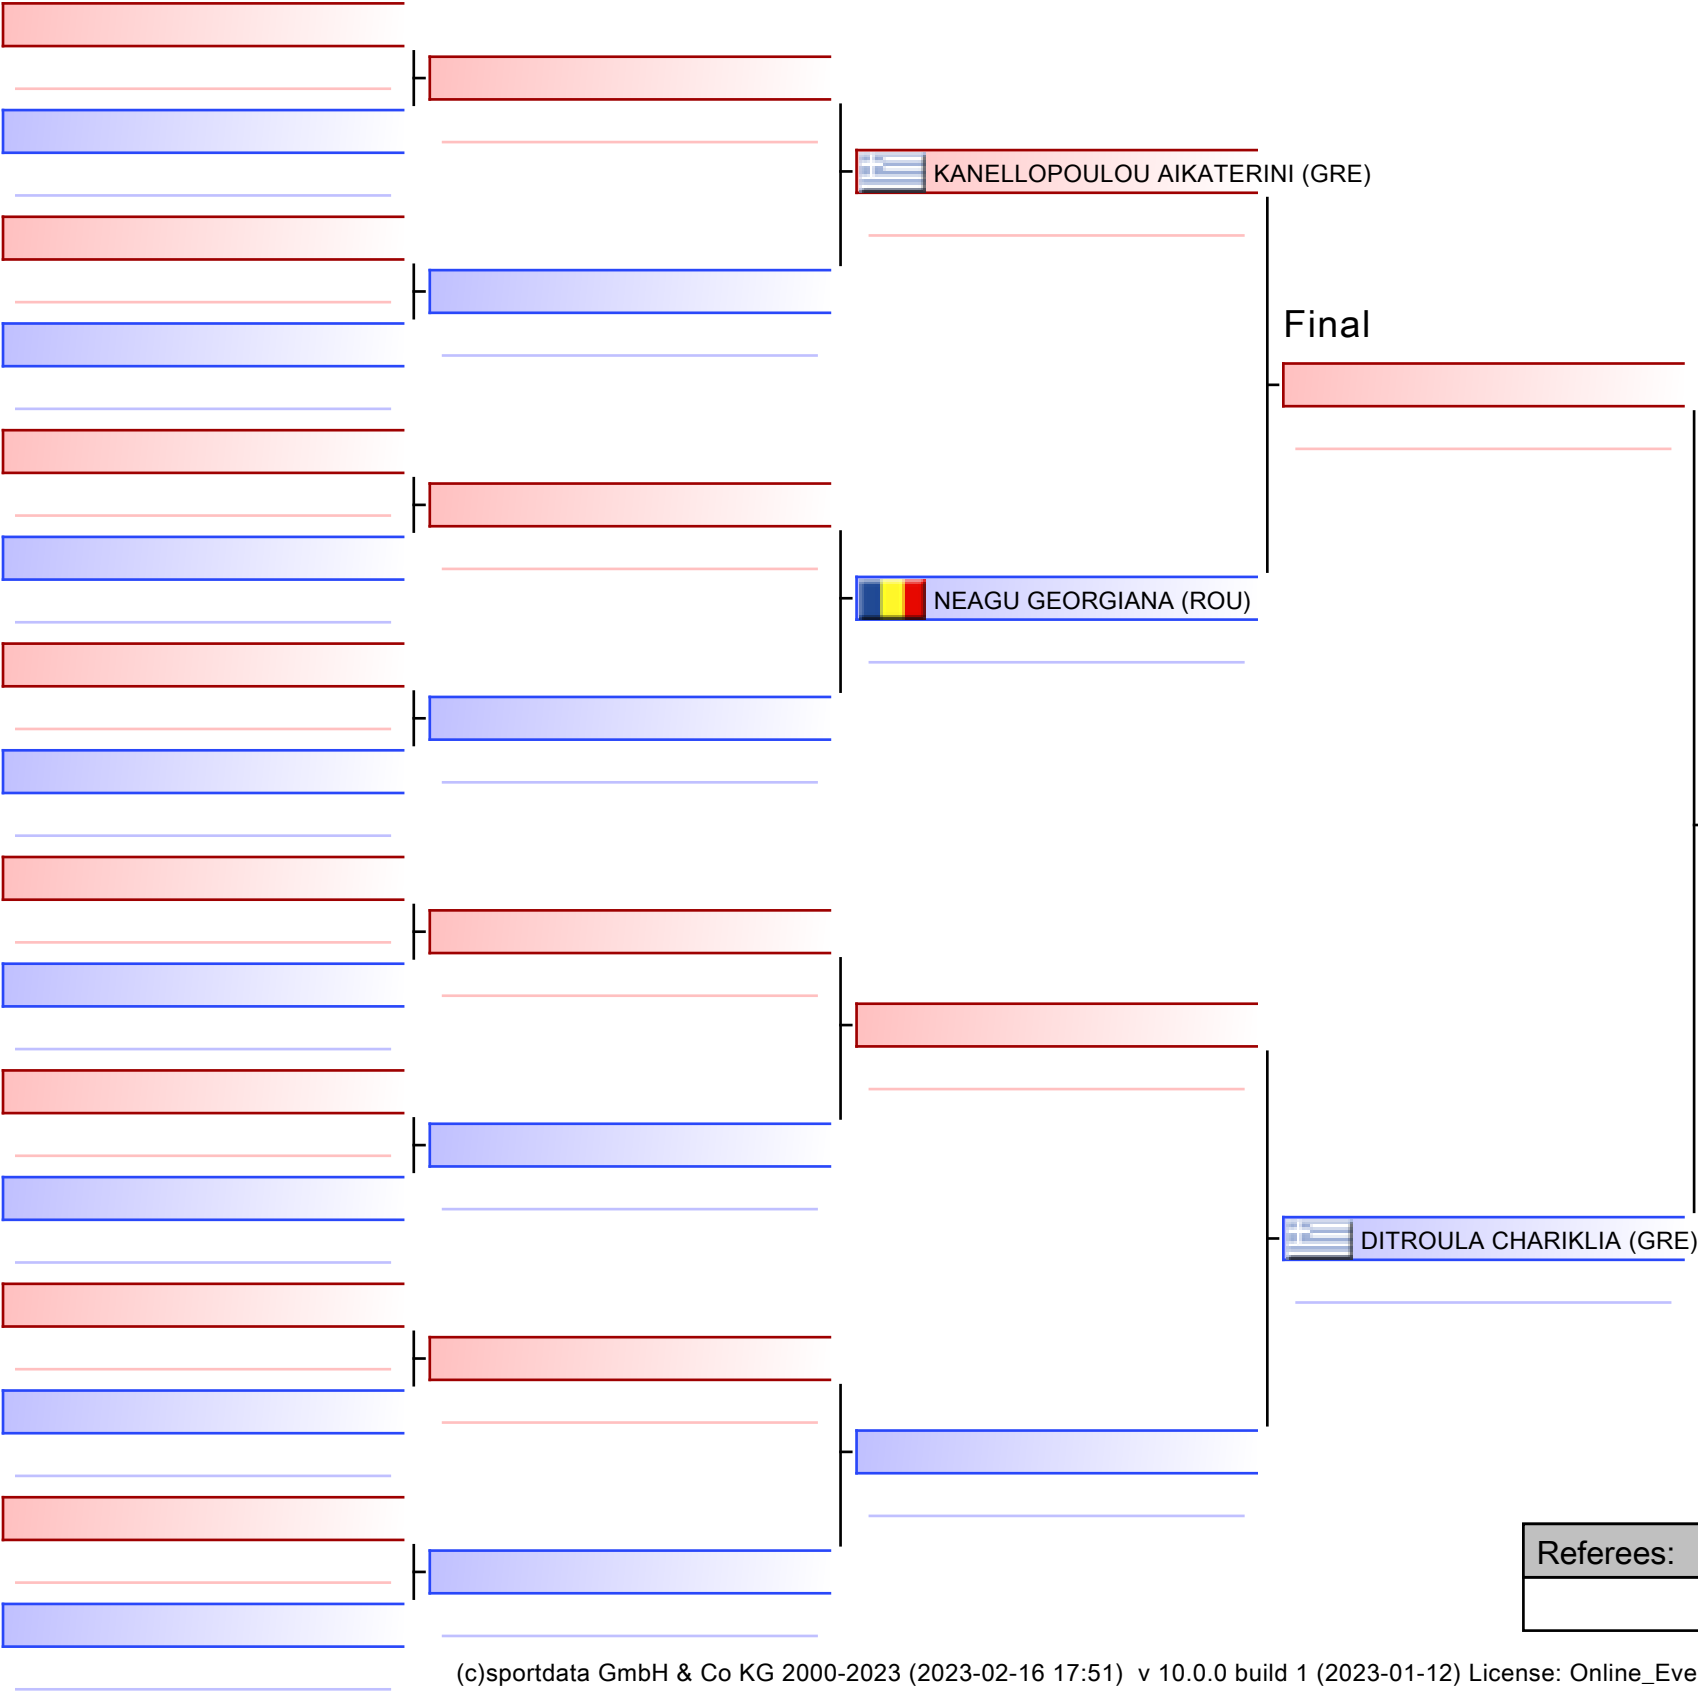 KANELLOPOULOU AIKATERINI (GRE)
Final
NEAGU GEORGIANA (ROU)
DITROULA CHARIKLIA (GRE)
Referees:
(c)sportdata GmbH & Co KG 2000-2023 (2023-02-16 17:51) v 10.0.0 build 1 (2023-01-12) License: Online_Eve